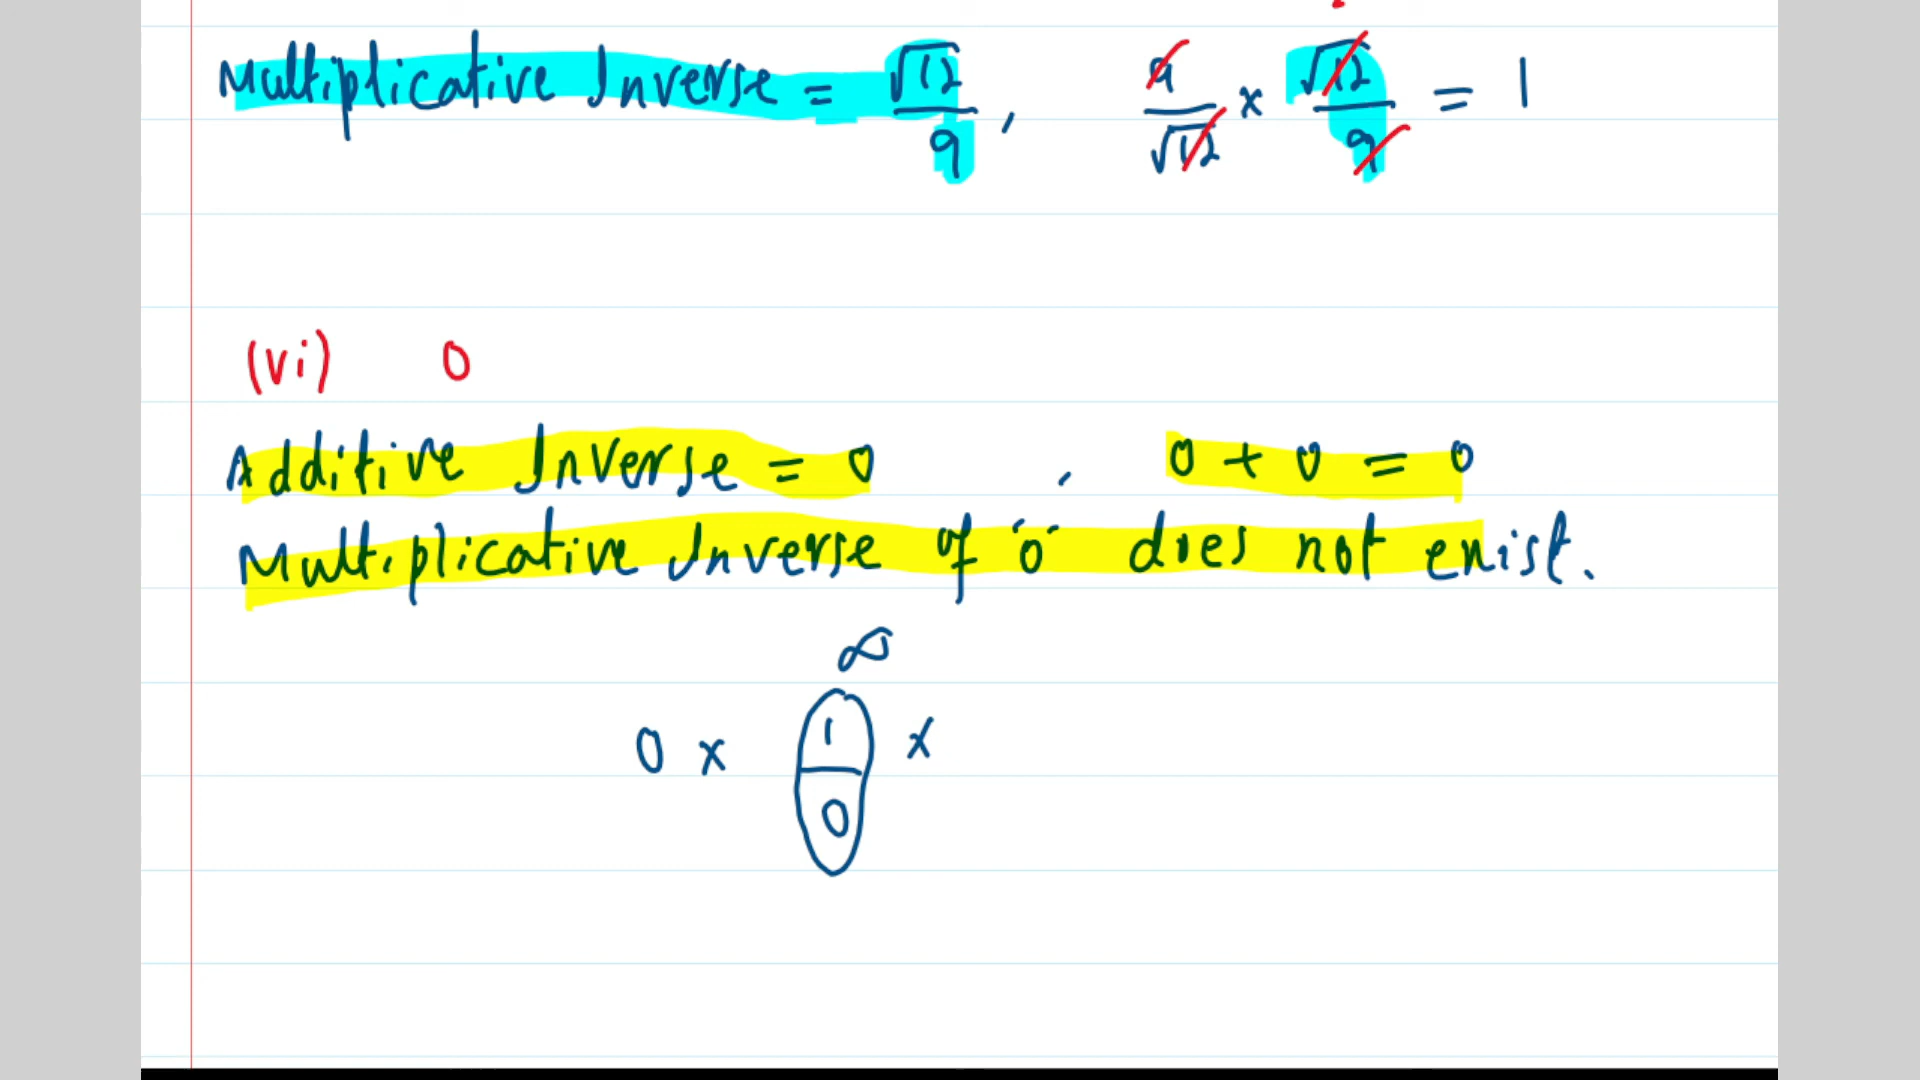 Multiplicative Inverse = √12/9 , 9/√12 × √12/9 = 1
(vi) 0
Additive Inverse = 0 , 0 + 0 = 0
Multiplicative Inverse of '0' does not exist.
∞
0 × 1/0 ×